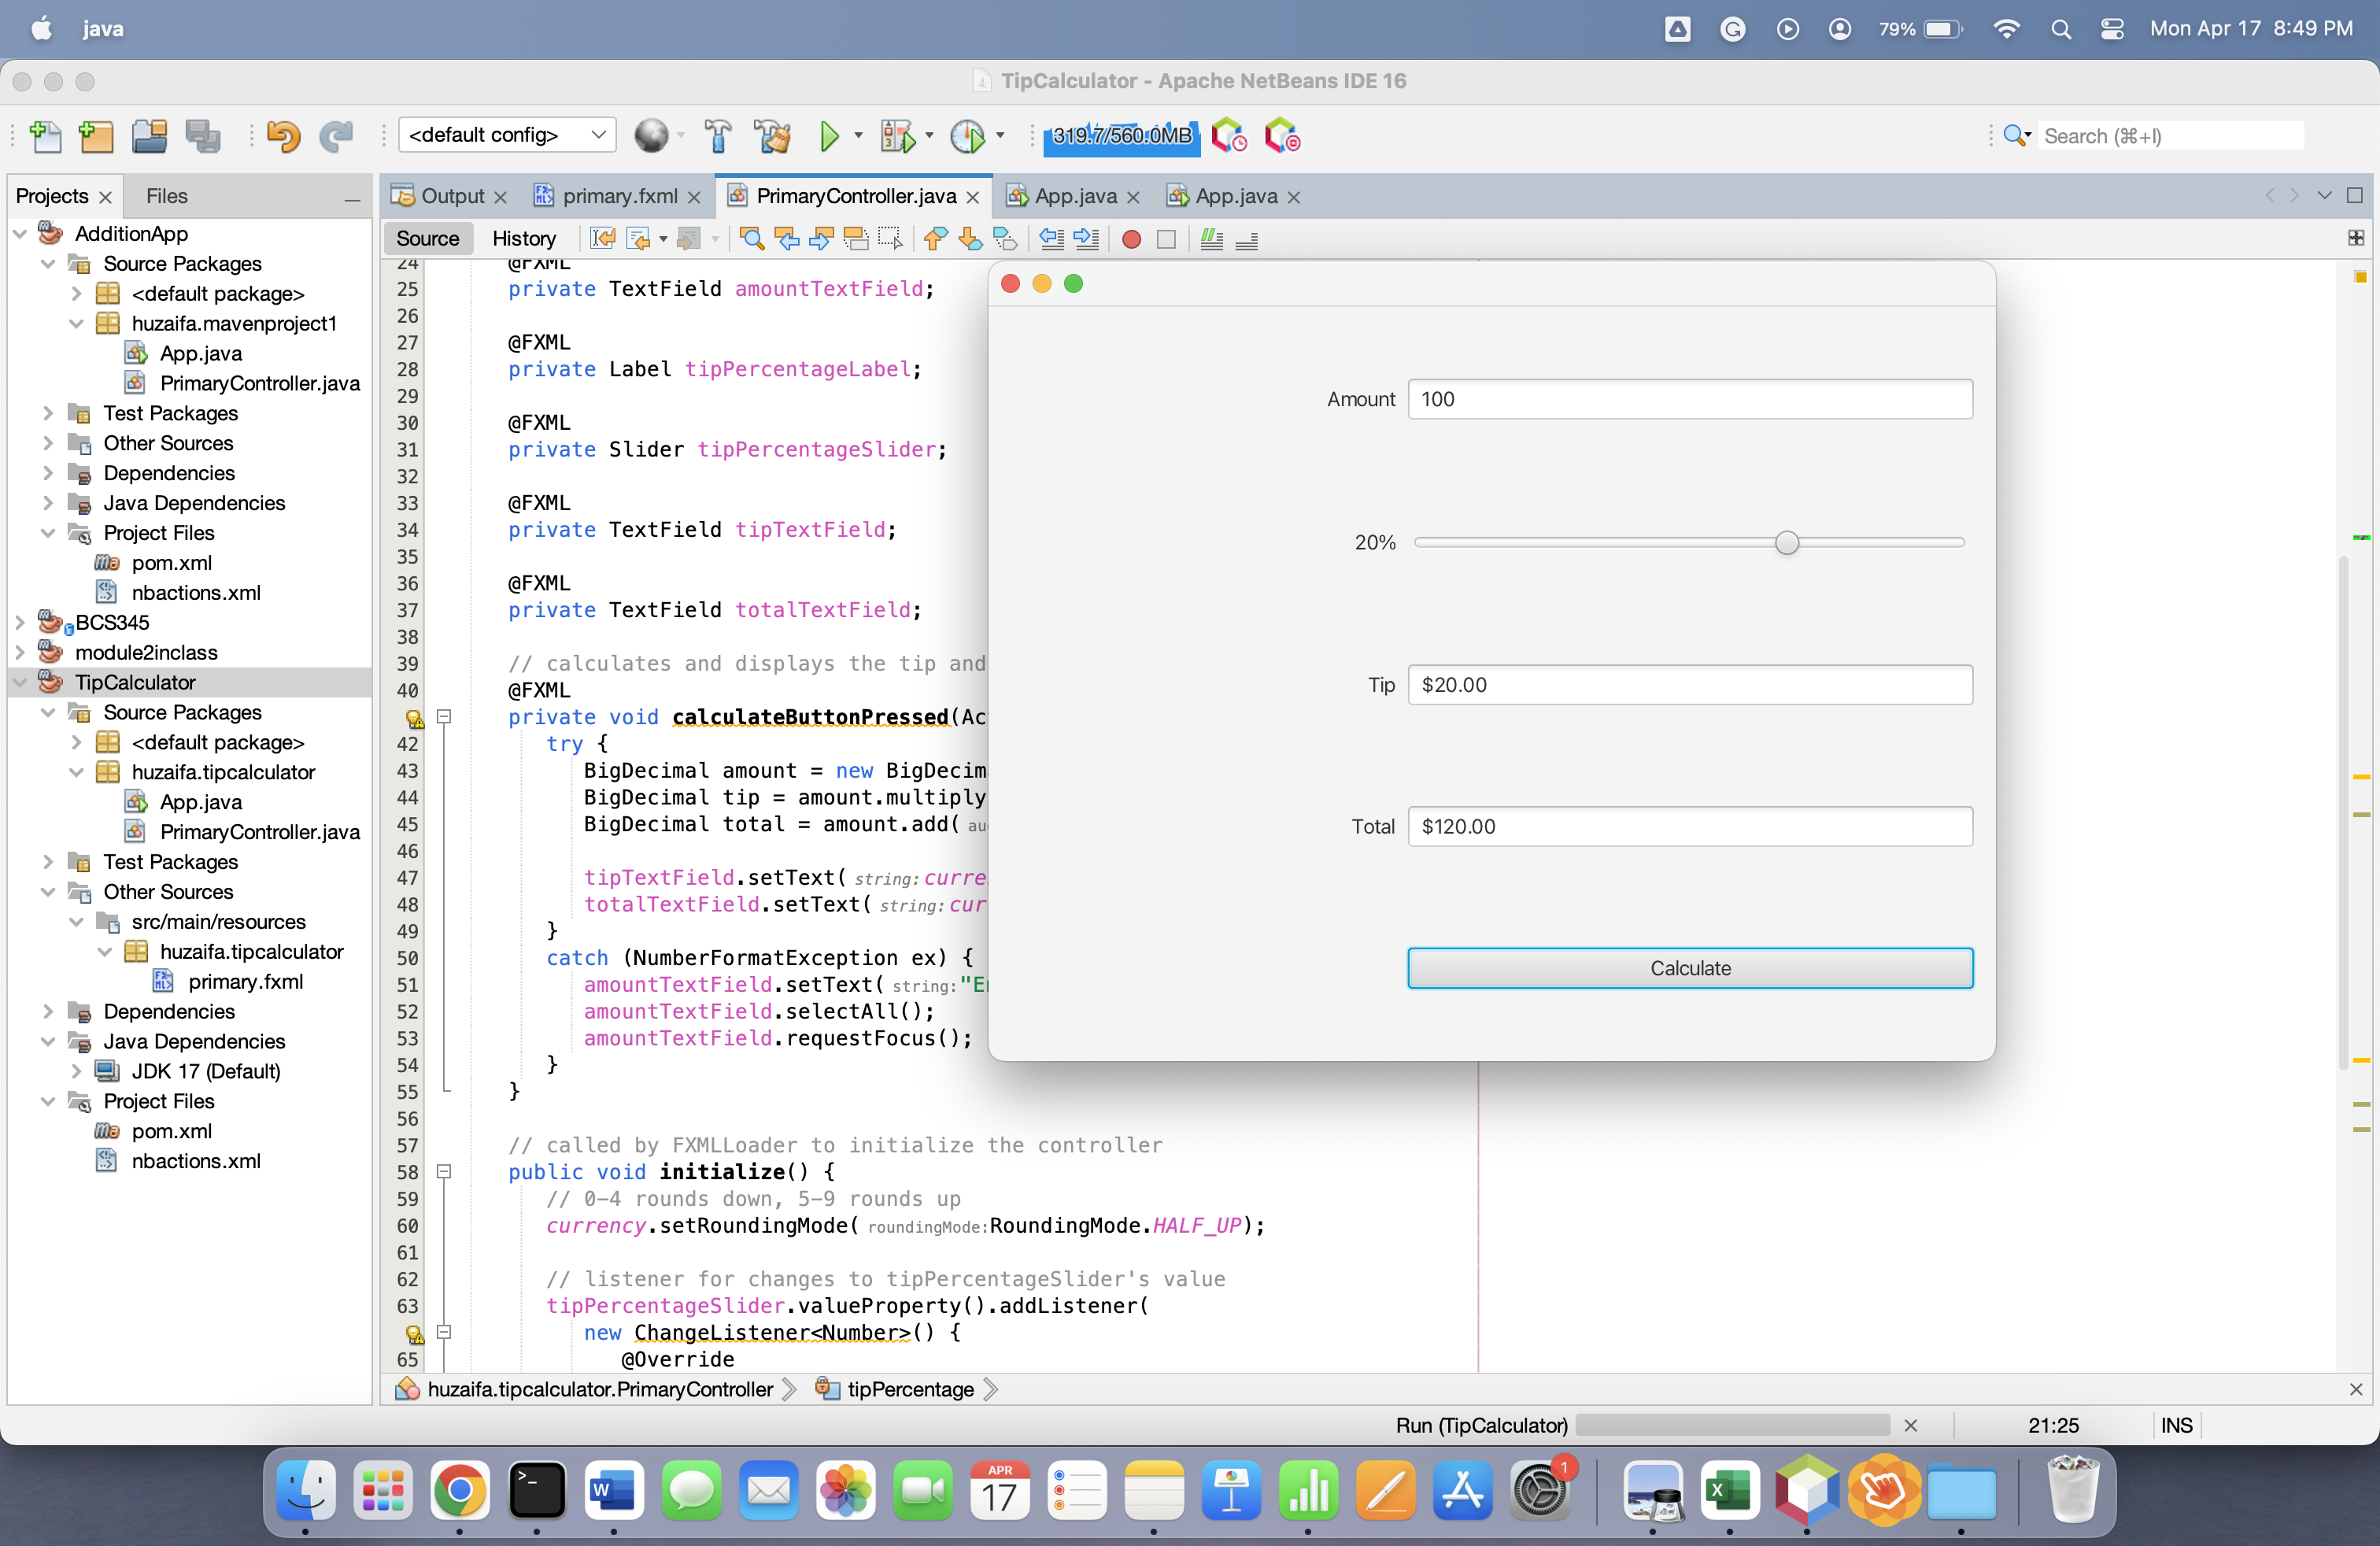 java
79%
Mon Apr 17 8:49 PM
TipCalculator - Apache NetBeans IDE 16
<default config>
319.7/560.0MB
Search (⌘+I)
Projects
Files
Output
primary.fxml
PrimaryController.java
App.java
App.java
Source
History
AdditionApp
Source Packages
<default package>
huzaifa.mavenproject1
App.java
PrimaryController.java
Test Packages
Other Sources
Dependencies
Java Dependencies
Project Files
pom.xml
nbactions.xml
BCS345
module2inclass
TipCalculator
Source Packages
<default package>
huzaifa.tipcalculator
App.java
PrimaryController.java
Test Packages
Other Sources
src/main/resources
huzaifa.tipcalculator
primary.fxml
Dependencies
Java Dependencies
JDK 17 (Default)
Project Files
pom.xml
nbactions.xml
24 @FXML
25 private TextField amountTextField;
26
27 @FXML
28 private Label tipPercentageLabel;
29
30 @FXML
31 private Slider tipPercentageSlider;
32
33 @FXML
34 private TextField tipTextField;
35
36 @FXML
37 private TextField totalTextField;
38
39 // calculates and displays the tip and
40 @FXML
private void calculateButtonPressed(Ac
42 try {
43 BigDecimal amount = new BigDecim
44 BigDecimal tip = amount.multiply
45 BigDecimal total = amount.add( au
46
47 tipTextField.setText( string: curre
48 totalTextField.setText( string: cur
49 }
50 catch (NumberFormatException ex) {
51 amountTextField.setText( string: "E
52 amountTextField.selectAll();
53 amountTextField.requestFocus();
54 }
55 }
56
57 // called by FXMLLoader to initialize the controller
58 public void initialize() {
59 // 0-4 rounds down, 5-9 rounds up
60 currency.setRoundingMode( roundingMode: RoundingMode.HALF_UP);
61
62 // listener for changes to tipPercentageSlider's value
63 tipPercentageSlider.valueProperty().addListener(
new ChangeListener<Number>() {
65 @Override
Amount 100
20%
Tip $20.00
Total $120.00
Calculate
huzaifa.tipcalculator.PrimaryController
tipPercentage
Run (TipCalculator)
21:25
INS
APR
17
1